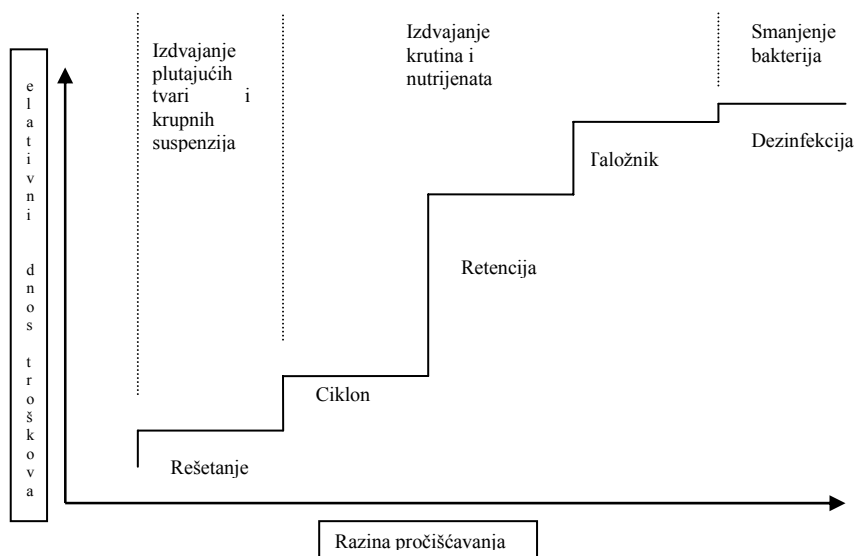 Izdvajanje
plutajućih
tvari i
krupnih
suspenzija
Izdvajanje
krutina i
nutrijenata
Smanjenje
bakterija
elativni dnos troškova
Dezinfekcija
Taložnik
Retencija
Ciklon
Rešetanje
Razina pročišćavanja